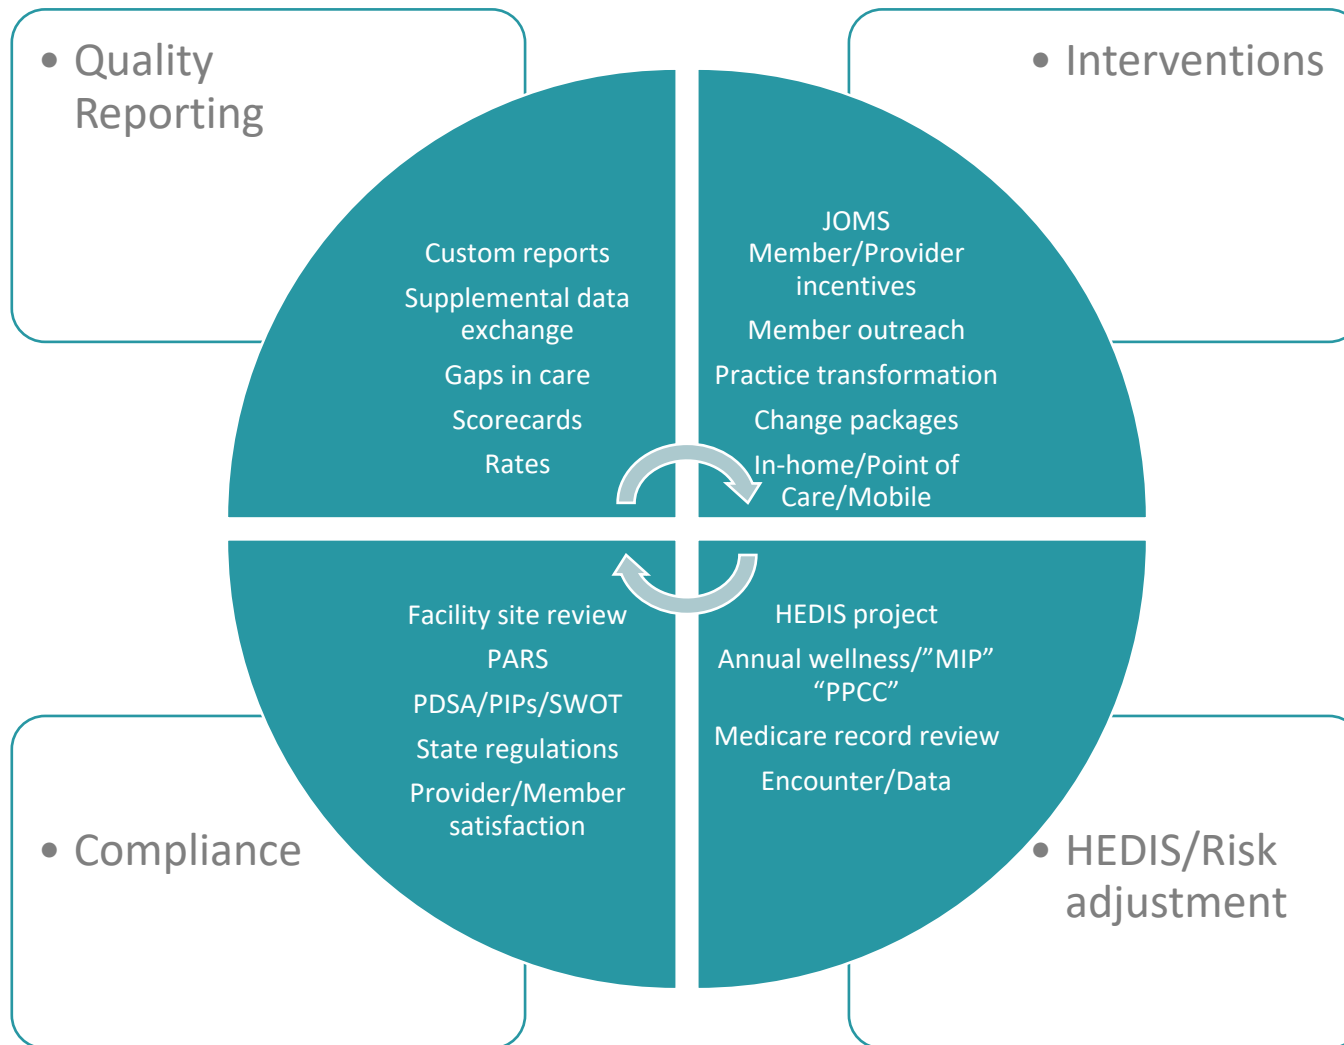 • Quality
Reporting
Custom reports
Supplemental data
exchange
Gaps in care
Scorecards
Rates
• Interventions
JOMS
Member/Provider
incentives
Member outreach
Practice transformation
Change packages
In-home/Point of
Care/Mobile
Facility site review
PARS
PDSA/PIPs/SWOT
State regulations
Provider/Member
satisfaction
• Compliance
HEDIS project
Annual wellness/”MIP”
“PPCC”
Medicare record review
Encounter/Data
• HEDIS/Risk
adjustment